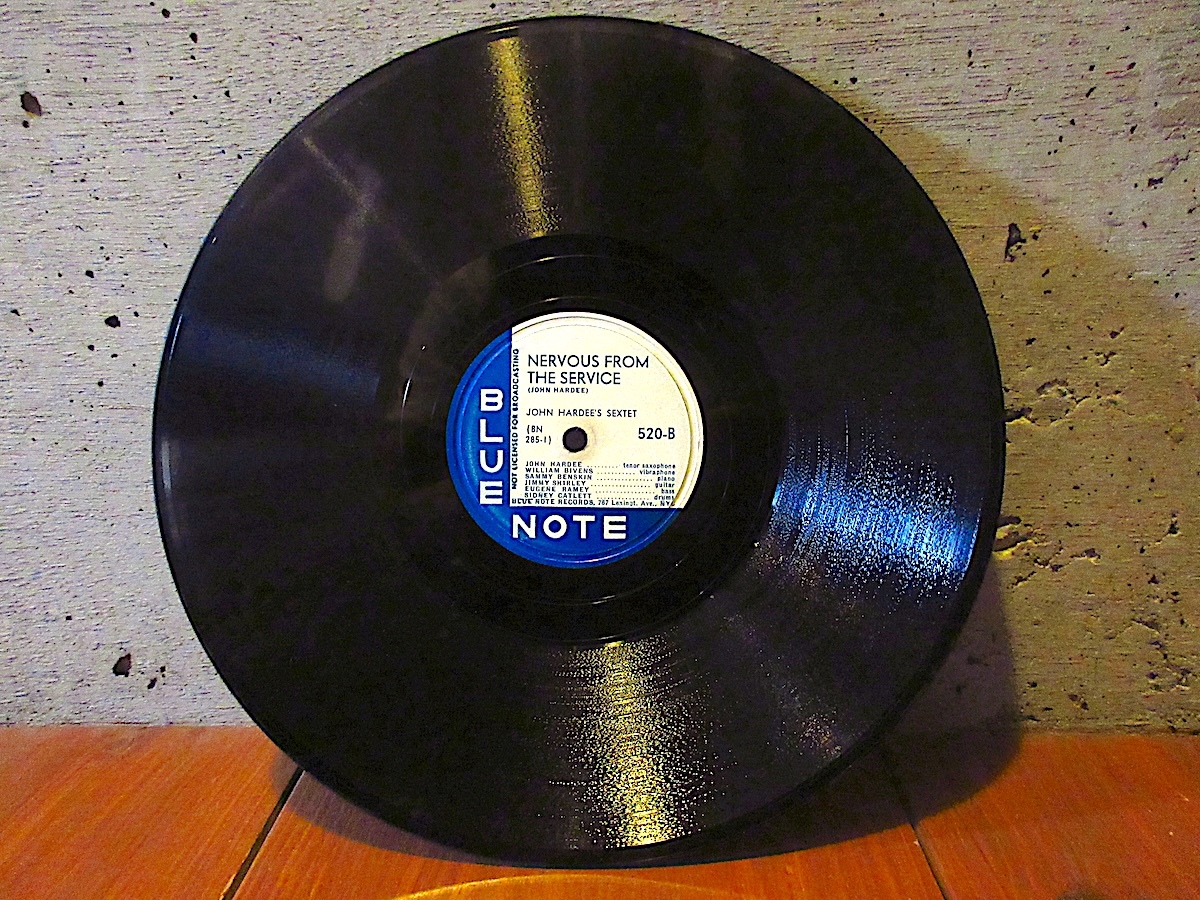 NERVOUS FROM
THE SERVICE
(JOHN HARDEE)
JOHN HARDEE'S SEXTET
(BN
285-1)
520-B
JOHN HARDEE ........ tenor saxophone
WILLIAM BIVENS ........ vibraphone
SAMMY BENSKIN ........ piano
JIMMY SHIRLEY ........ guitar
EUGENE RAMEY ........ bass
SIDNEY CATLETT ........ drums
BLUE NOTE RECORDS, 767 Lexingt. Ave., NYC
NOT LICENSED FOR BROADCASTING
BLUE
NOTE